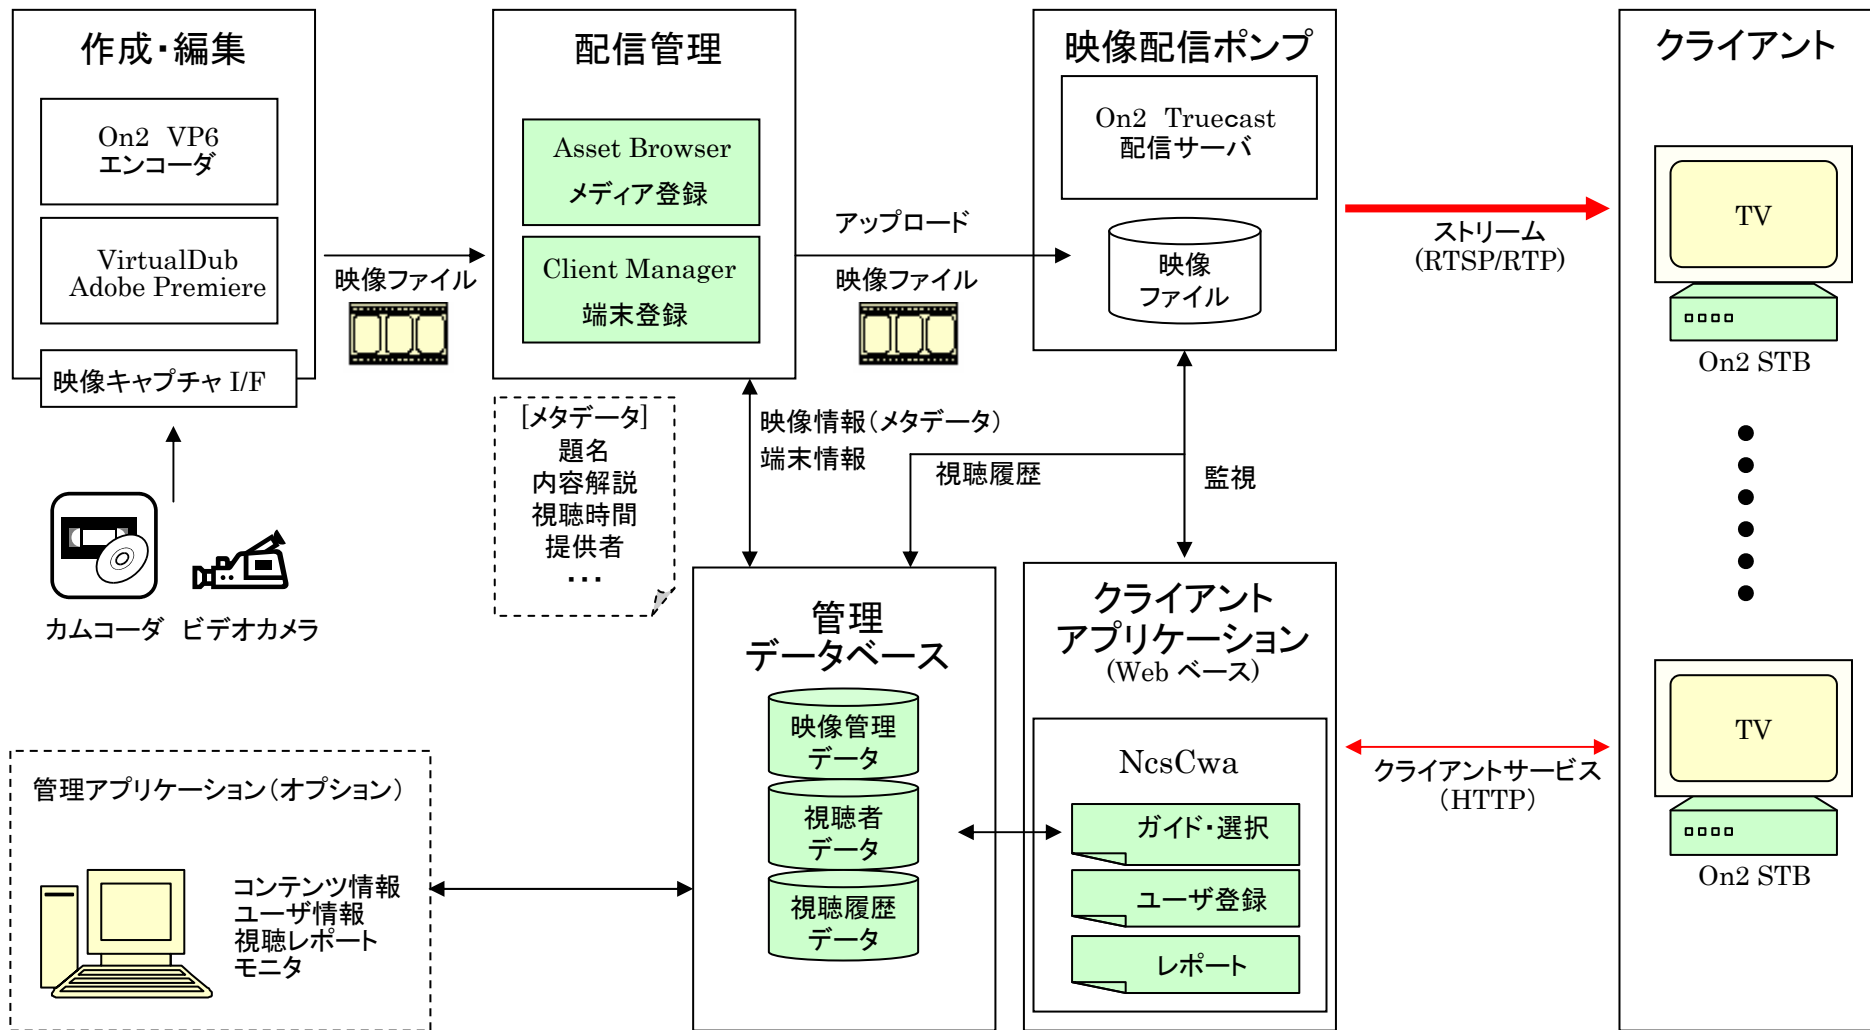 作成・編集
On2 VP6
エンコーダ
VirtualDub
Adobe Premiere
映像キャプチャ I/F
カムコーダ
ビデオカメラ
映像ファイル
配信管理
Asset Browser
メディア登録
Client Manager
端末登録
アップロード
映像ファイル
映像配信ポンプ
On2 Truecast
配信サーバ
映像
ファイル
ストリーム
(RTSP/RTP)
クライアント
TV
On2 STB
[メタデータ]
題名
内容解説
視聴時間
提供者
・・・
映像情報(メタデータ)
端末情報
視聴履歴
監視
管理
データベース
映像管理
データ
視聴者
データ
視聴履歴
データ
クライアント
アプリケーション
(Web ベース)
NcsCwa
ガイド・選択
ユーザ登録
レポート
クライアントサービス
(HTTP)
TV
On2 STB
管理アプリケーション(オプション)
コンテンツ情報
ユーザ情報
視聴レポート
モニタ